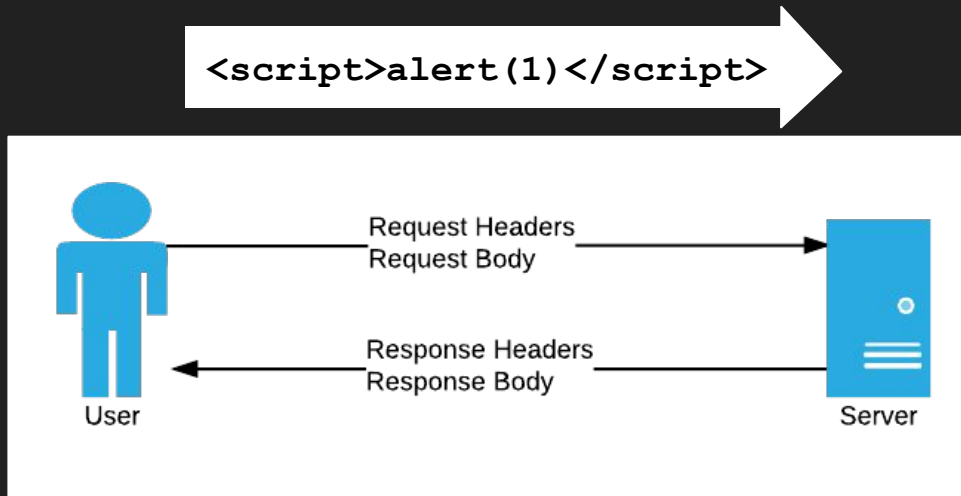 <script>alert(1)</script>
Request Headers
Request Body
Response Headers
Response Body
User
Server